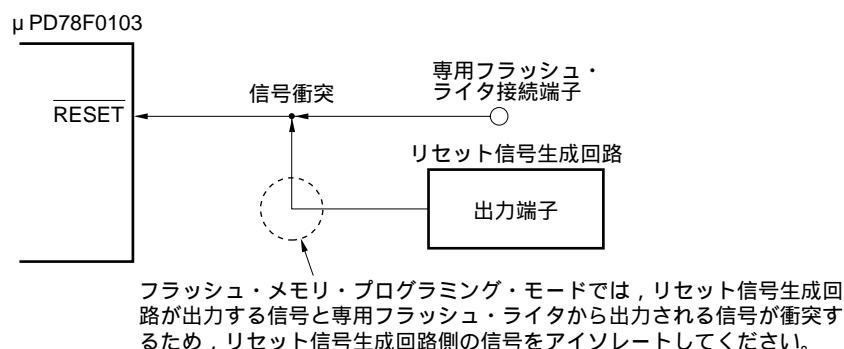 μPD78F0103
専用フラッシュ・
ライタ接続端子
信号衝突
RESET
リセット信号生成回路
出力端子
フラッシュ・メモリ・プログラミング・モードでは，リセット信号生成回
路が出力する信号と専用フラッシュ・ライタから出力される信号が衝突す
るため，リセット信号生成回路側の信号をアイソレートしてください。